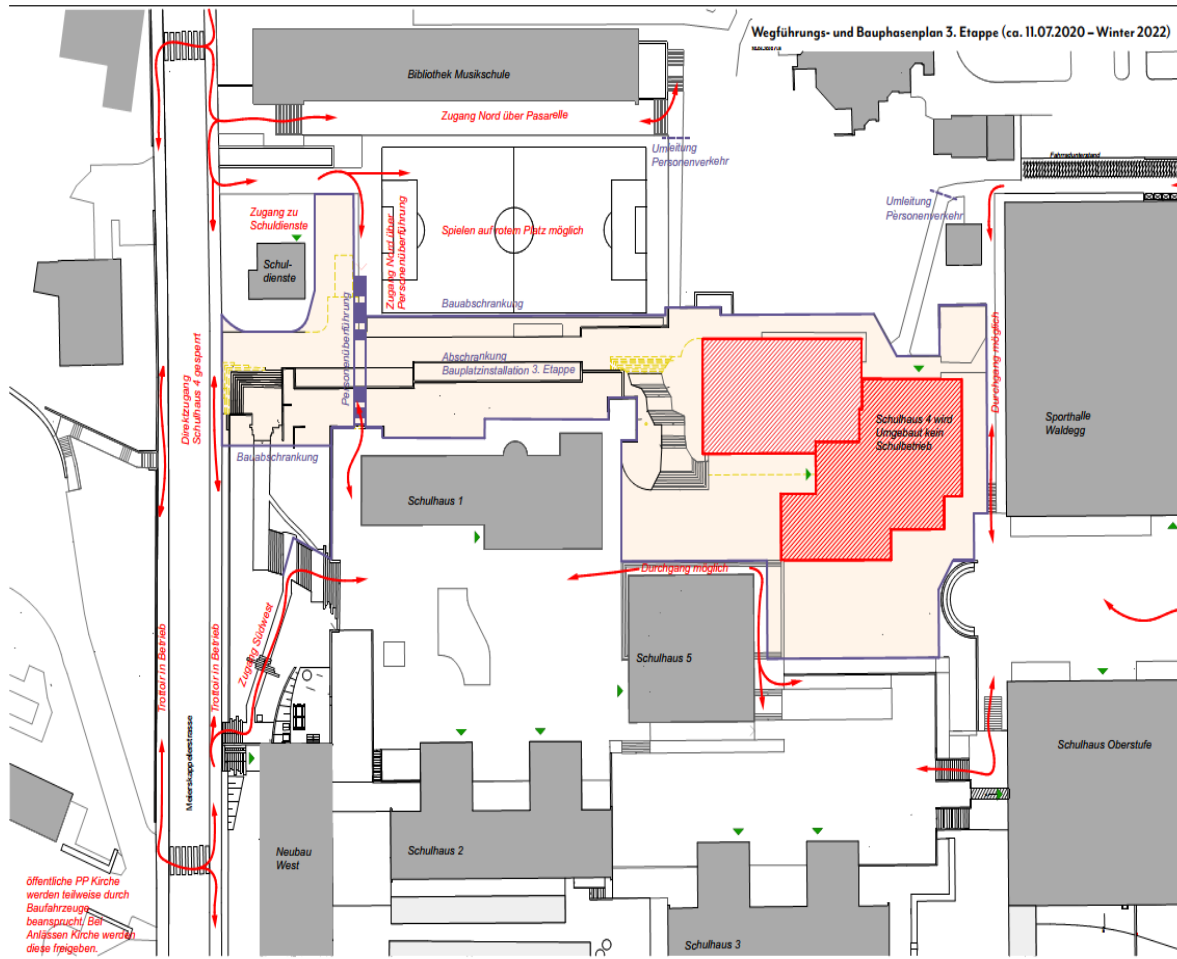 Wegführungs- und Bauphasenplan 3. Etappe (ca. 11.07.2020 – Winter 2022)
Bibliothek Musikschule
Zugang Nord über Pasarelle
Umleitung
Personenverkehr
Fahrradunterstand
Umleitung
Personenverkehr
Zugang zu
Schuldienste
Schul-
dienste
Zugang Nord über
Personenüberführung
Spielen auf rotem Platz möglich
Personenüberführung
Bauabschrankung
Abschrankung
Bauplatzinstallation 3. Etappe
Direktzugang
Schulhaus 4 gesperrt
Durchgang möglich
Schulhaus 4 wird
Umgebaut kein
Schulbetrieb
Sporthalle
Waldegg
Bauabschrankung
Schulhaus 1
Durchgang möglich
Zugang Südwest
Trottoir in Betrieb
Trottoir in Betrieb
Meierskappelerstrasse
Schulhaus 5
Schulhaus Oberstufe
Neubau
West
Schulhaus 2
Schulhaus 3
öffentliche PP Kirche
werden teilweise durch
Baufahrzeuge
beansprucht. Bei
Anlässen Kirche werden
diese freigeben.